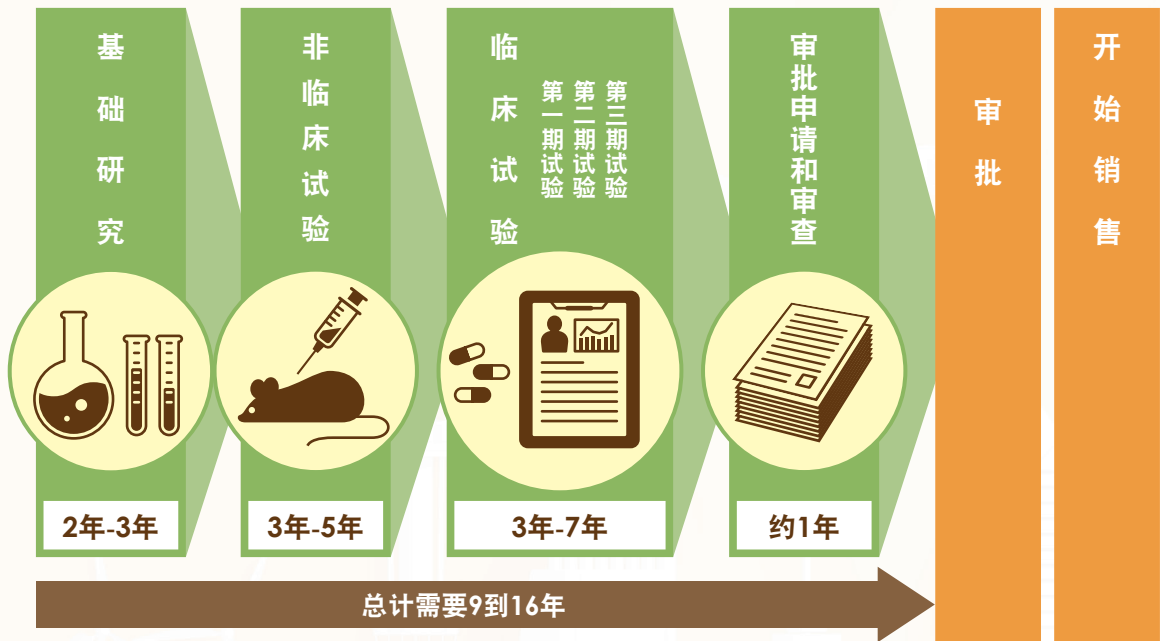 基础研究
非临床试验
临床试验
第一期试验
第二期试验
第三期试验
审批申请和审查
审批
开始销售
2年-3年
3年-5年
3年-7年
约1年
总计需要9到16年